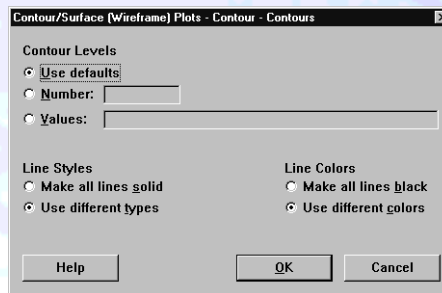 Contour/Surface (Wireframe) Plots - Contour - Contours
Contour Levels
Use defaults
Number:
Values:
Line Styles
Make all lines solid
Use different types
Line Colors
Make all lines black
Use different colors
Help
OK
Cancel